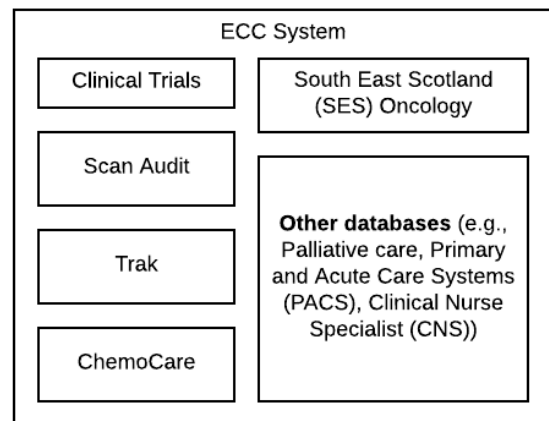 ECC System
Clinical Trials
Scan Audit
Trak
ChemoCare
South East Scotland
(SES) Oncology
Other databases (e.g.,
Palliative care, Primary
and Acute Care Systems
(PACS), Clinical Nurse
Specialist (CNS))